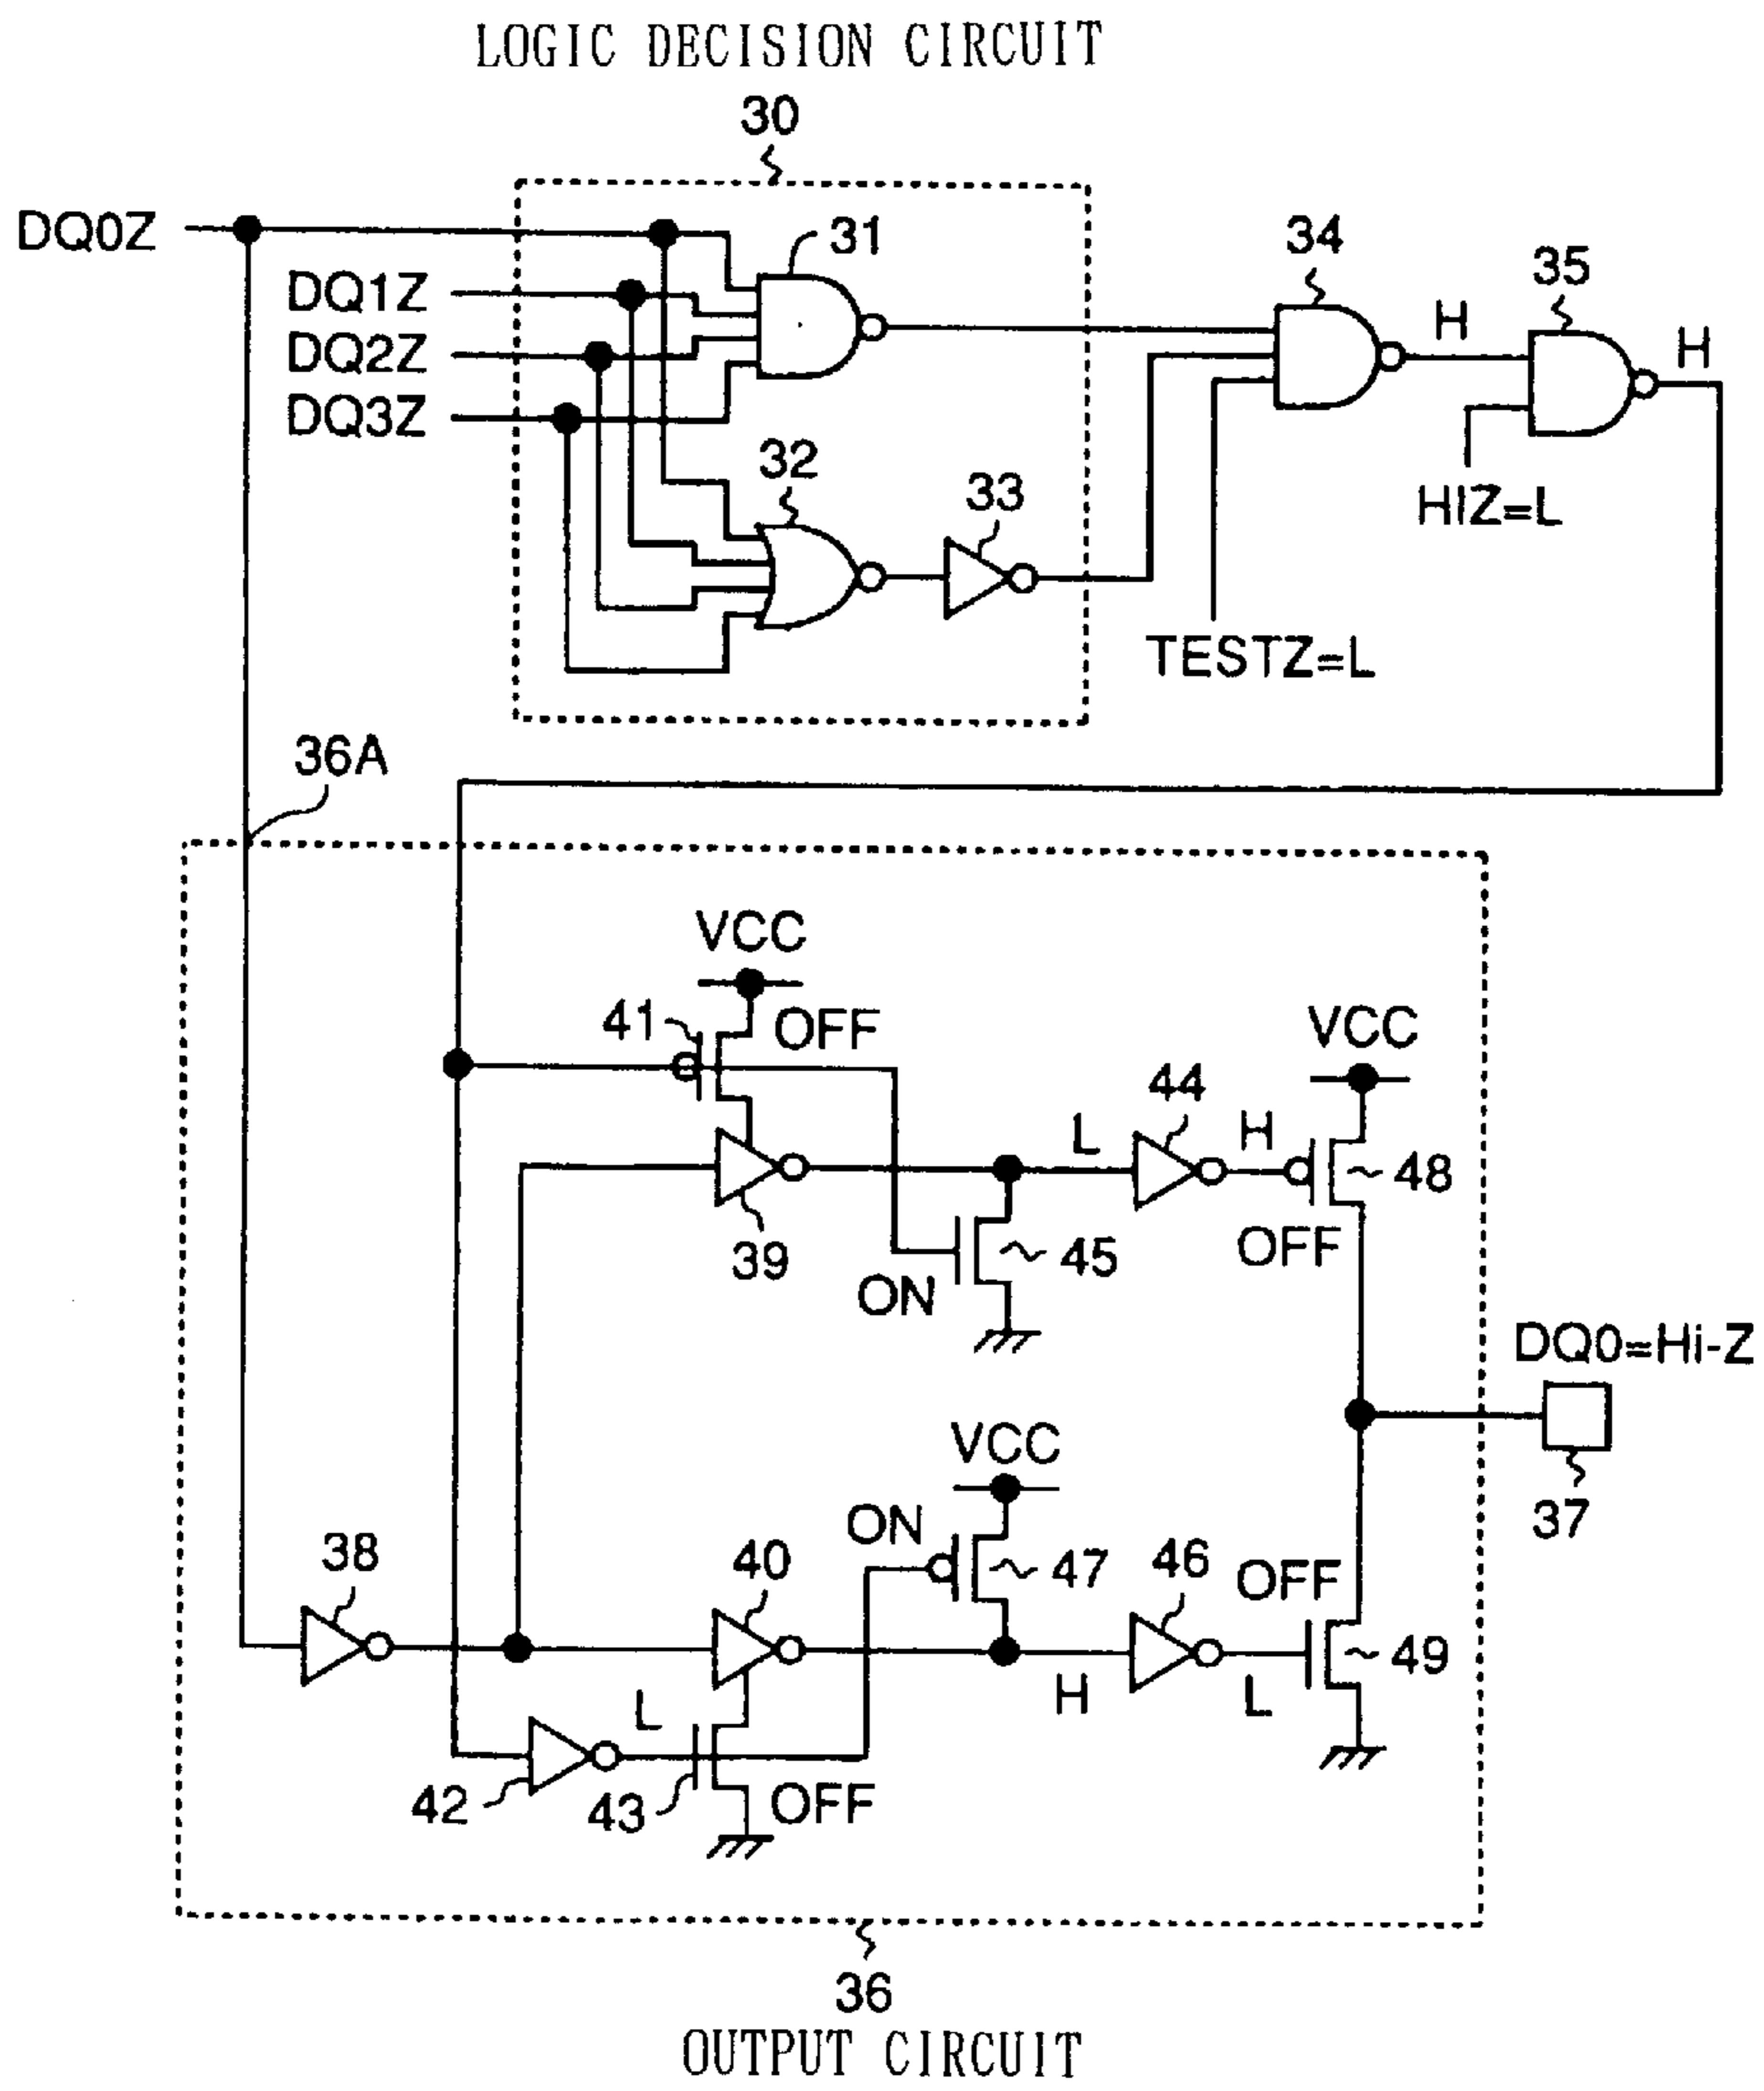 LOGIC DECISION CIRCUIT
30
DQ0Z
DQ1Z
DQ2Z
DQ3Z
31
32
33
34
H
35
H
HIZ=L
TESTZ=L
36A
VCC
41
OFF
VCC
44
L
H
48
39
45
ON
OFF
DQ0=Hi-Z
37
VCC
ON
38
40
47
46
OFF
49
L
H
L
42
43
OFF
36
OUTPUT CIRCUIT